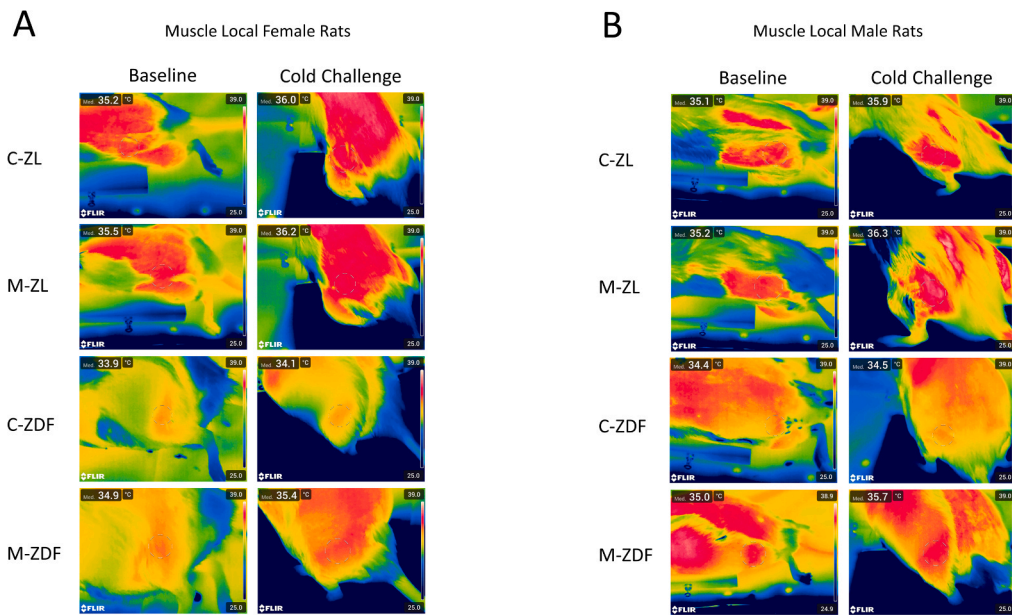 A
Muscle Local Female Rats
Baseline
Cold Challenge
C-ZL
Med. 35.2 °C 39.0
FLIR 25.0
Med. 36.0 °C 39.0
FLIR 25.0
M-ZL
Med. 35.5 °C 39.0
FLIR 25.0
Med. 36.2 °C 39.0
FLIR 25.0
C-ZDF
Med. 33.9 °C 39.0
FLIR 25.0
Med. 34.1 °C 39.0
FLIR 25.0
M-ZDF
Med. 34.9 °C 39.0
FLIR 25.0
Med. 35.4 °C 39.0
FLIR 25.0
B
Muscle Local Male Rats
Baseline
Cold Challenge
C-ZL
Med. 35.1 °C 39.0
FLIR 25.0
Med. 35.9 °C 39.0
FLIR 25.0
M-ZL
Med. 35.2 °C 39.0
FLIR 25.0
Med. 36.3 °C 39.0
FLIR 25.0
C-ZDF
Med. 34.4 °C 39.0
FLIR 25.0
Med. 34.5 °C 39.0
FLIR 25.0
M-ZDF
Med. 35.0 °C 38.9
FLIR 24.9
Med. 35.7 °C 39.0
FLIR 25.0